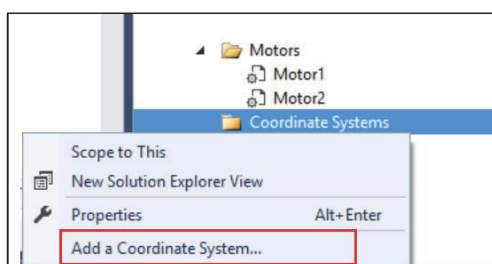 Motors
Motor1
Motor2
Coordinate Systems
Scope to This
New Solution Explorer View
Properties Alt+Enter
Add a Coordinate System...